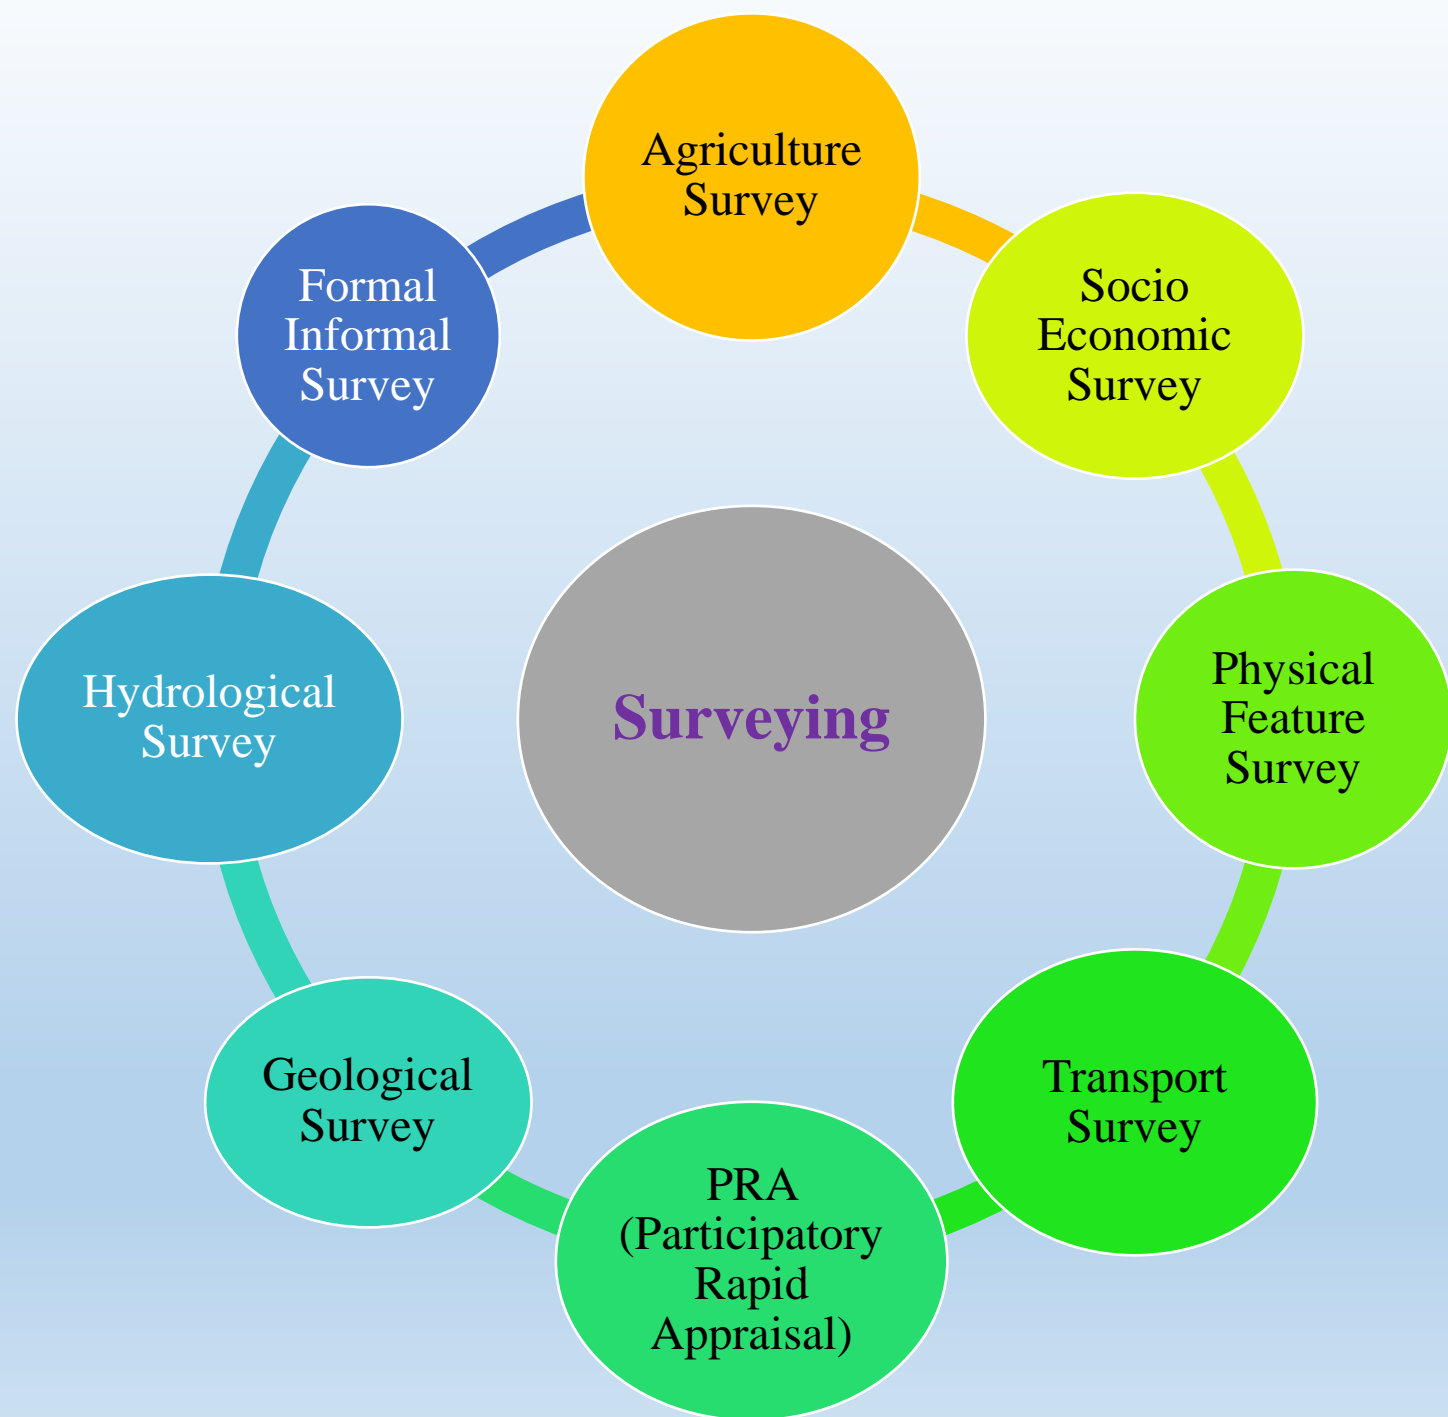 Agriculture
Survey
Socio
Economic
Survey
Physical
Feature
Survey
Transport
Survey
PRA
(Participatory
Rapid
Appraisal)
Geological
Survey
Hydrological
Survey
Formal
Informal
Survey
Surveying